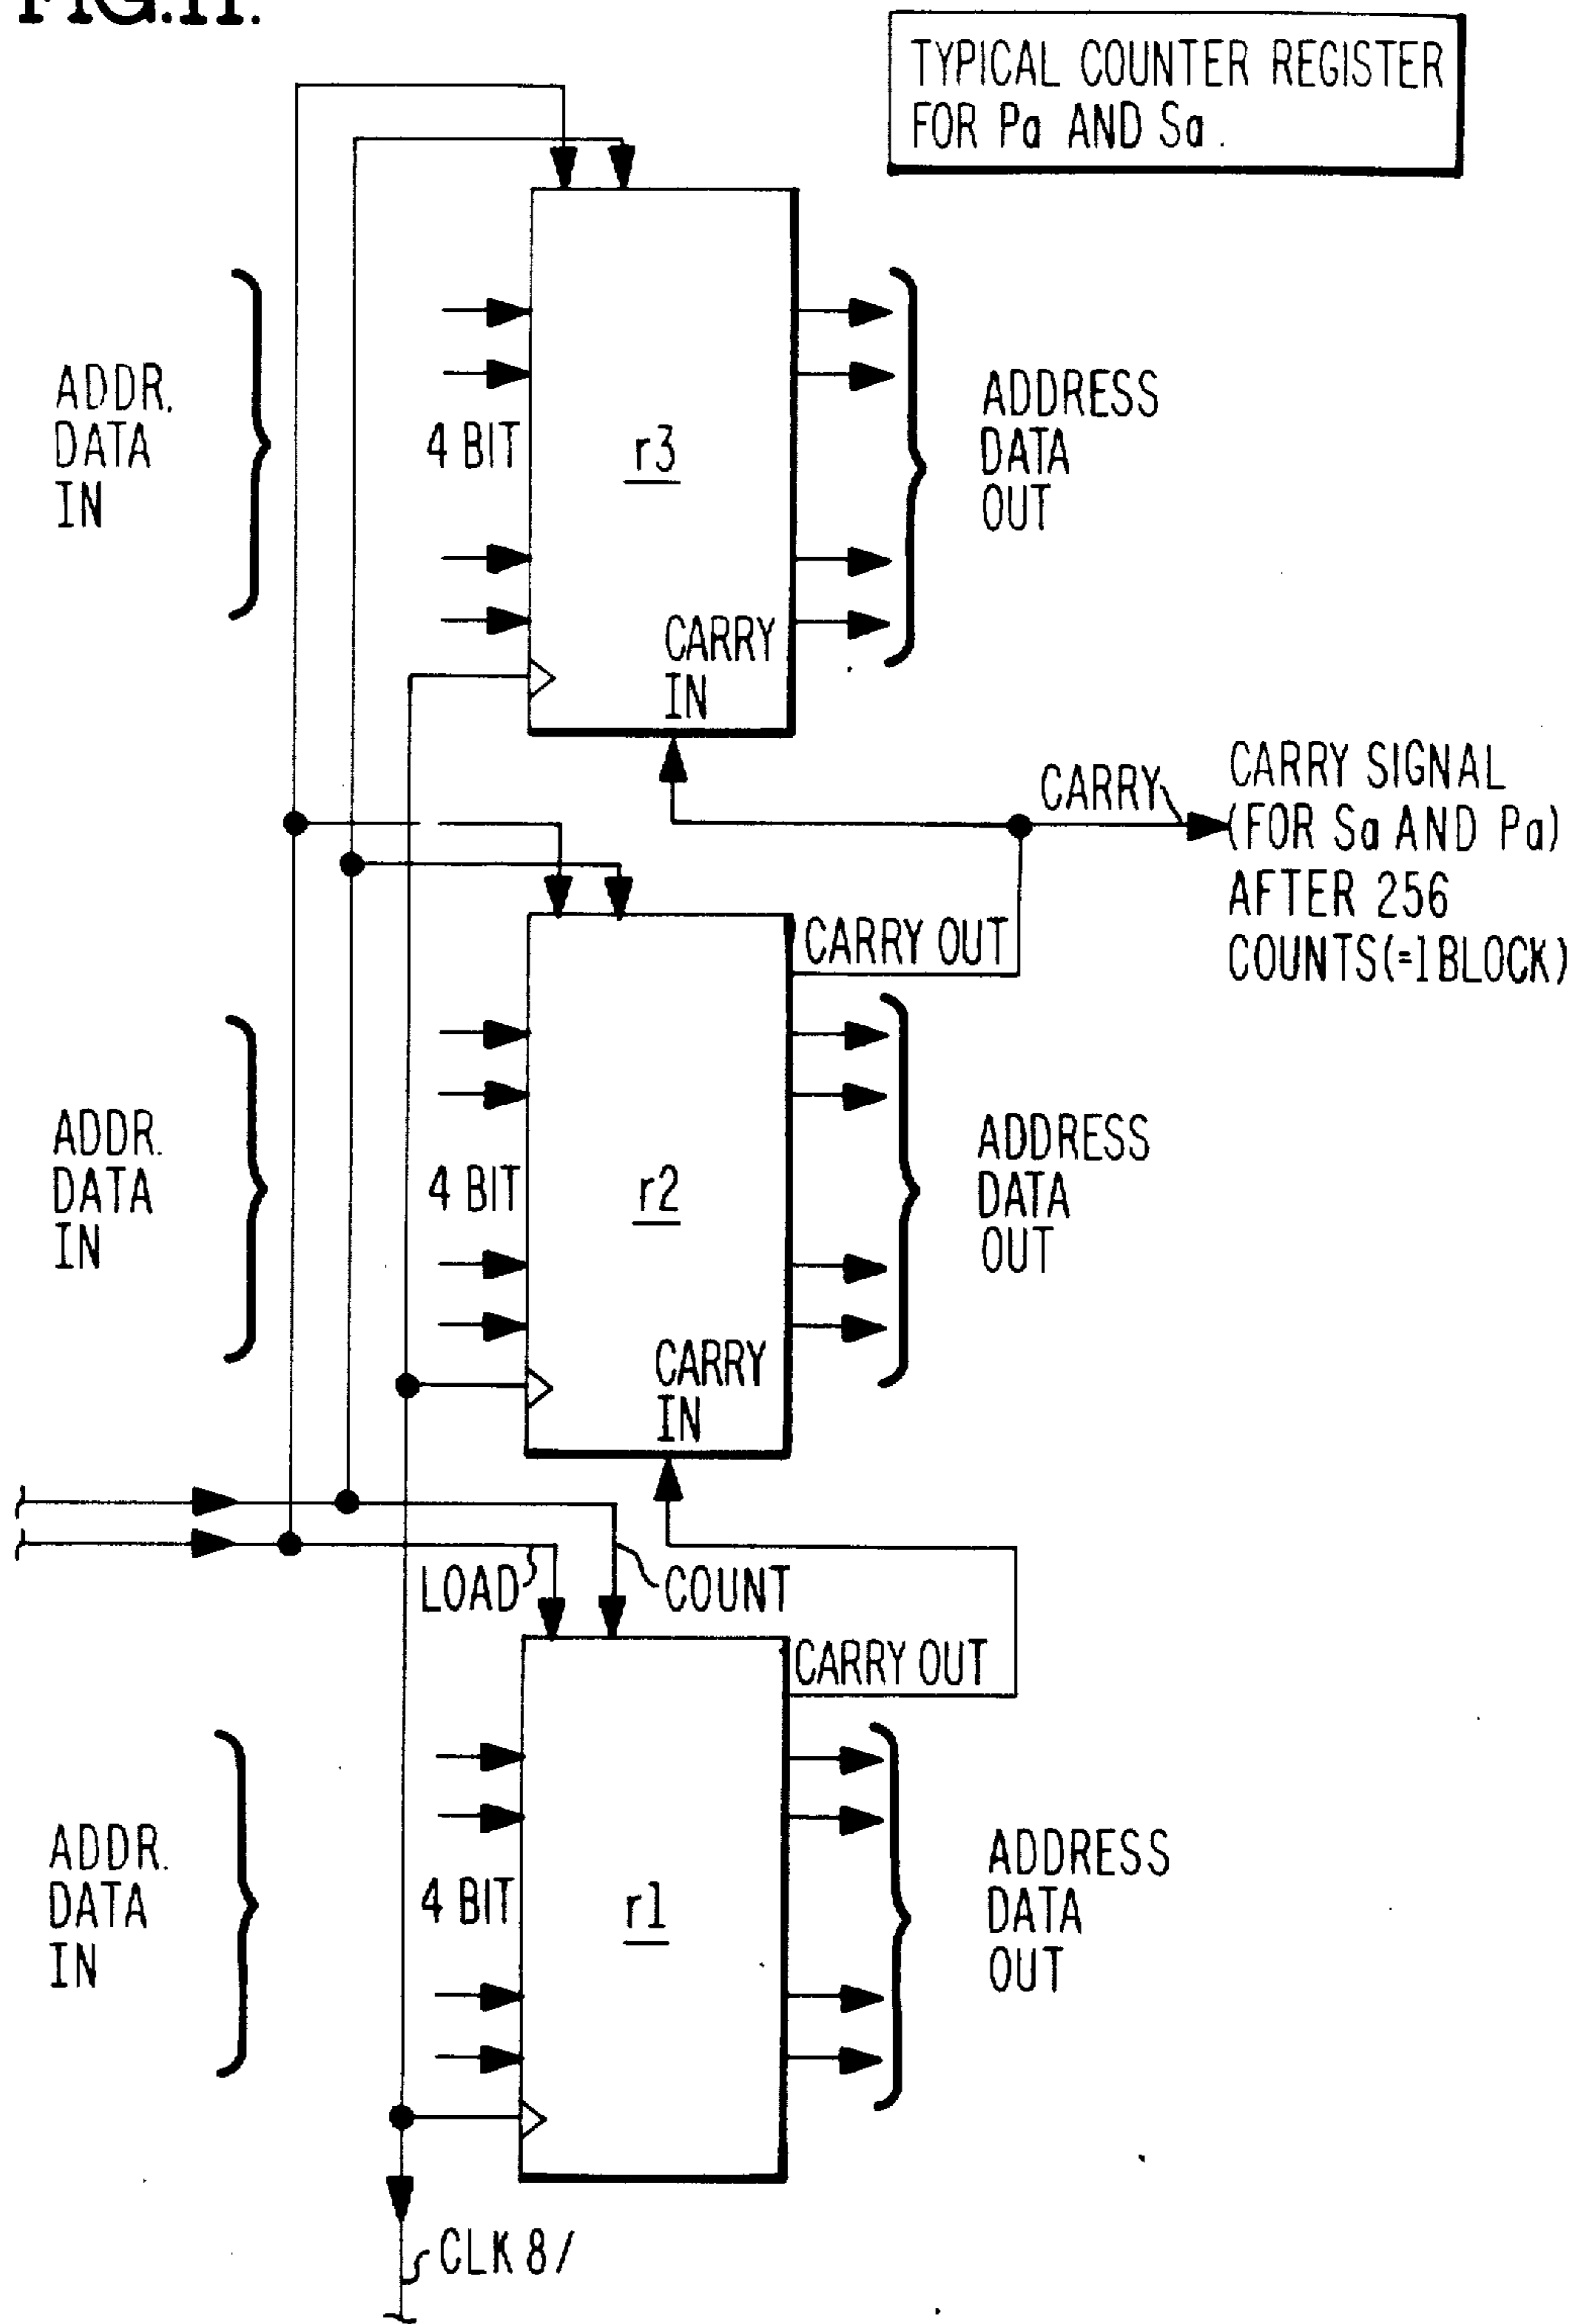 FIG.11.
TYPICAL COUNTER REGISTER
FOR Pa AND Sa.
ADDR.
DATA
IN
4 BIT
r3
CARRY
IN
ADDRESS
DATA
OUT
CARRY
CARRY SIGNAL
(FOR Sa AND Pa)
AFTER 256
COUNTS(=1BLOCK)
CARRY OUT
ADDR.
DATA
IN
4 BIT
r2
CARRY
IN
ADDRESS
DATA
OUT
LOAD
COUNT
CARRY OUT
ADDR.
DATA
IN
4 BIT
r1
ADDRESS
DATA
OUT
CLK 8/